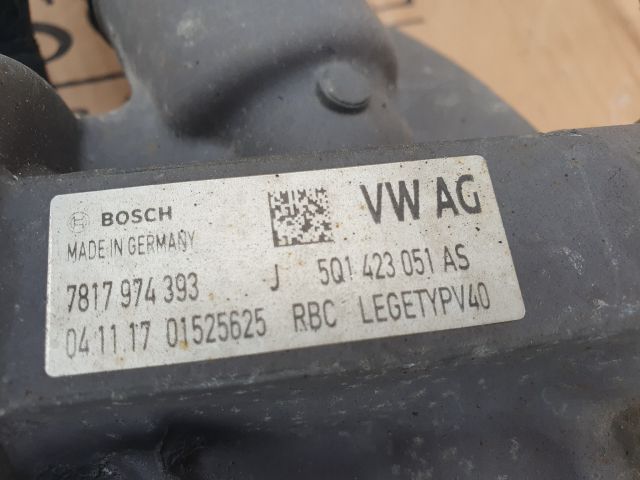 BOSCH VW AG
MADE IN GERMANY
7817 974 393 J 5Q1 423 051 AS
04 11 17 01525625 RBC LEGETYPV40